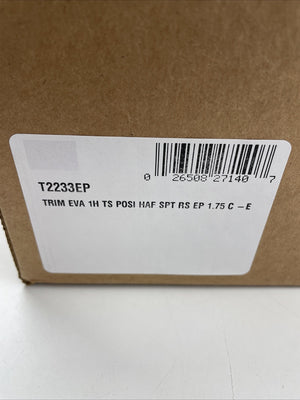 0 26508 27140 7
T2233EP
TRIM EVA 1H TS POSI HAF SPT RS EP 1.75 C – E